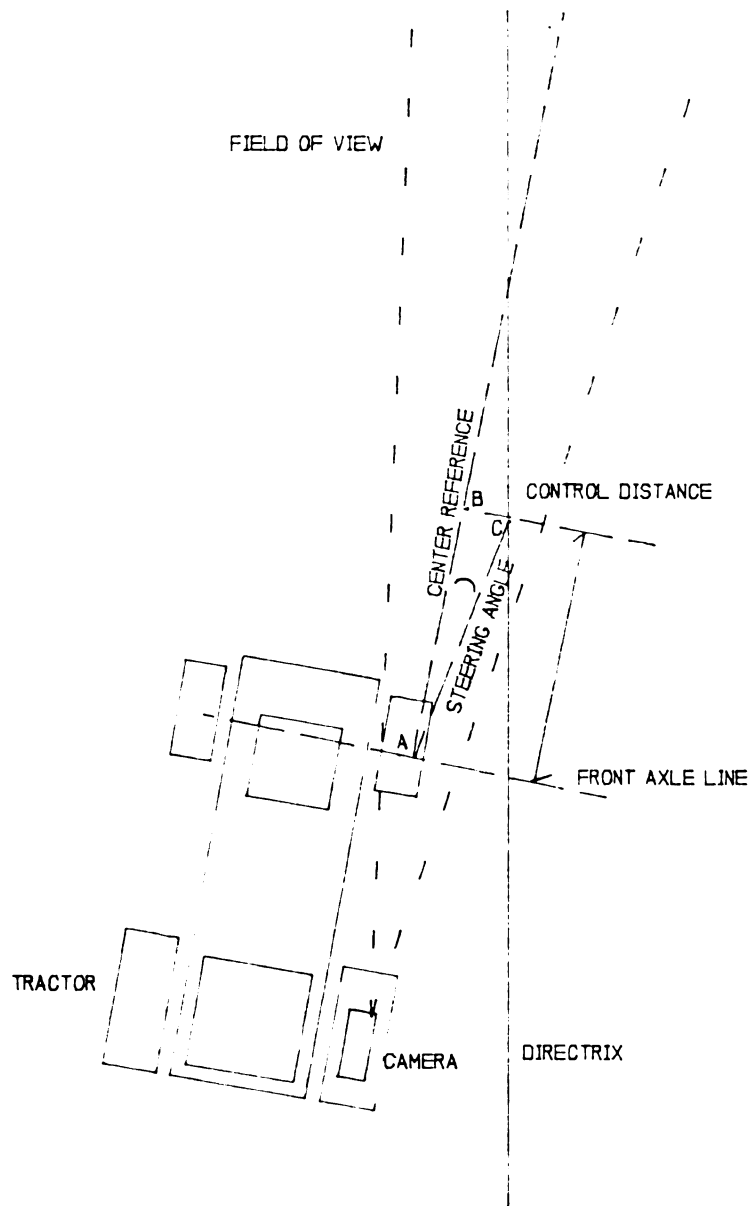 FIELD OF VIEW
CENTER REFERENCE
B
CONTROL DISTANCE
C
STEERING ANGLE
A
FRONT AXLE LINE
TRACTOR
CAMERA
DIRECTRIX